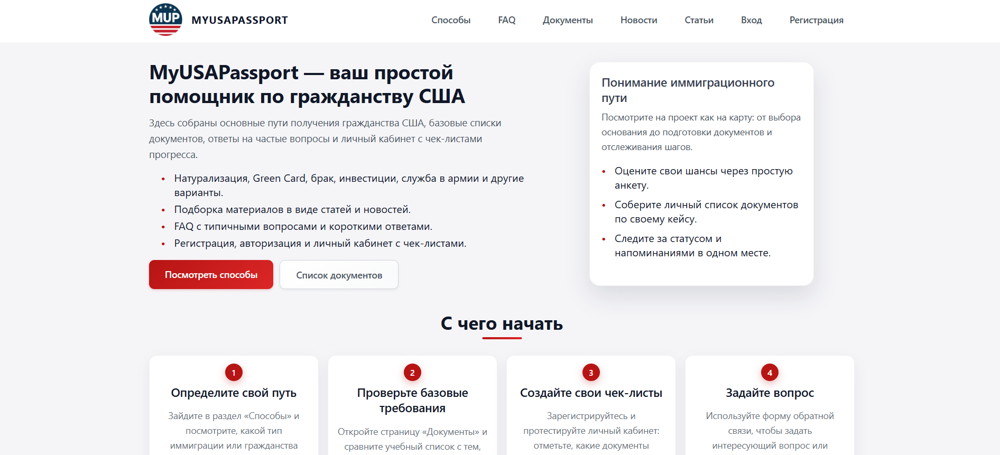 MUP
MYUSAPASSPORT
Способы
FAQ
Документы
Новости
Статьи
Вход
Регистрация
MyUSAPassport — ваш простой
помощник по гражданству США
Здесь собраны основные пути получения гражданства США, базовые списки
документов, ответы на частые вопросы и личный кабинет с чек-листами
прогресса.
• Натурализация, Green Card, брак, инвестиции, служба в армии и другие
варианты.
• Подборка материалов в виде статей и новостей.
• FAQ с типичными вопросами и короткими ответами.
• Регистрация, авторизация и личный кабинет с чек-листами.
Посмотреть способы
Список документов
Понимание иммиграционного
пути
Посмотрите на проект как на карту: от выбора
основания до подготовки документов и
отслеживания шагов.
• Оцените свои шансы через простую
анкету.
• Соберите личный список документов
по своему кейсу.
• Следите за статусом и
напоминаниями в одном месте.
С чего начать
1
Определите свой путь
Зайдите в раздел «Способы» и
посмотрите, какой тип
иммиграции или гражданства
2
Проверьте базовые
требования
Откройте страницу «Документы» и
сравните учебный список с тем,
3
Создайте свои чек-листы
Зарегистрируйтесь и
протестируйте личный кабинет:
отметьте, какие документы
4
Задайте вопрос
Используйте форму обратной
связи, чтобы задать
интересующий вопрос или